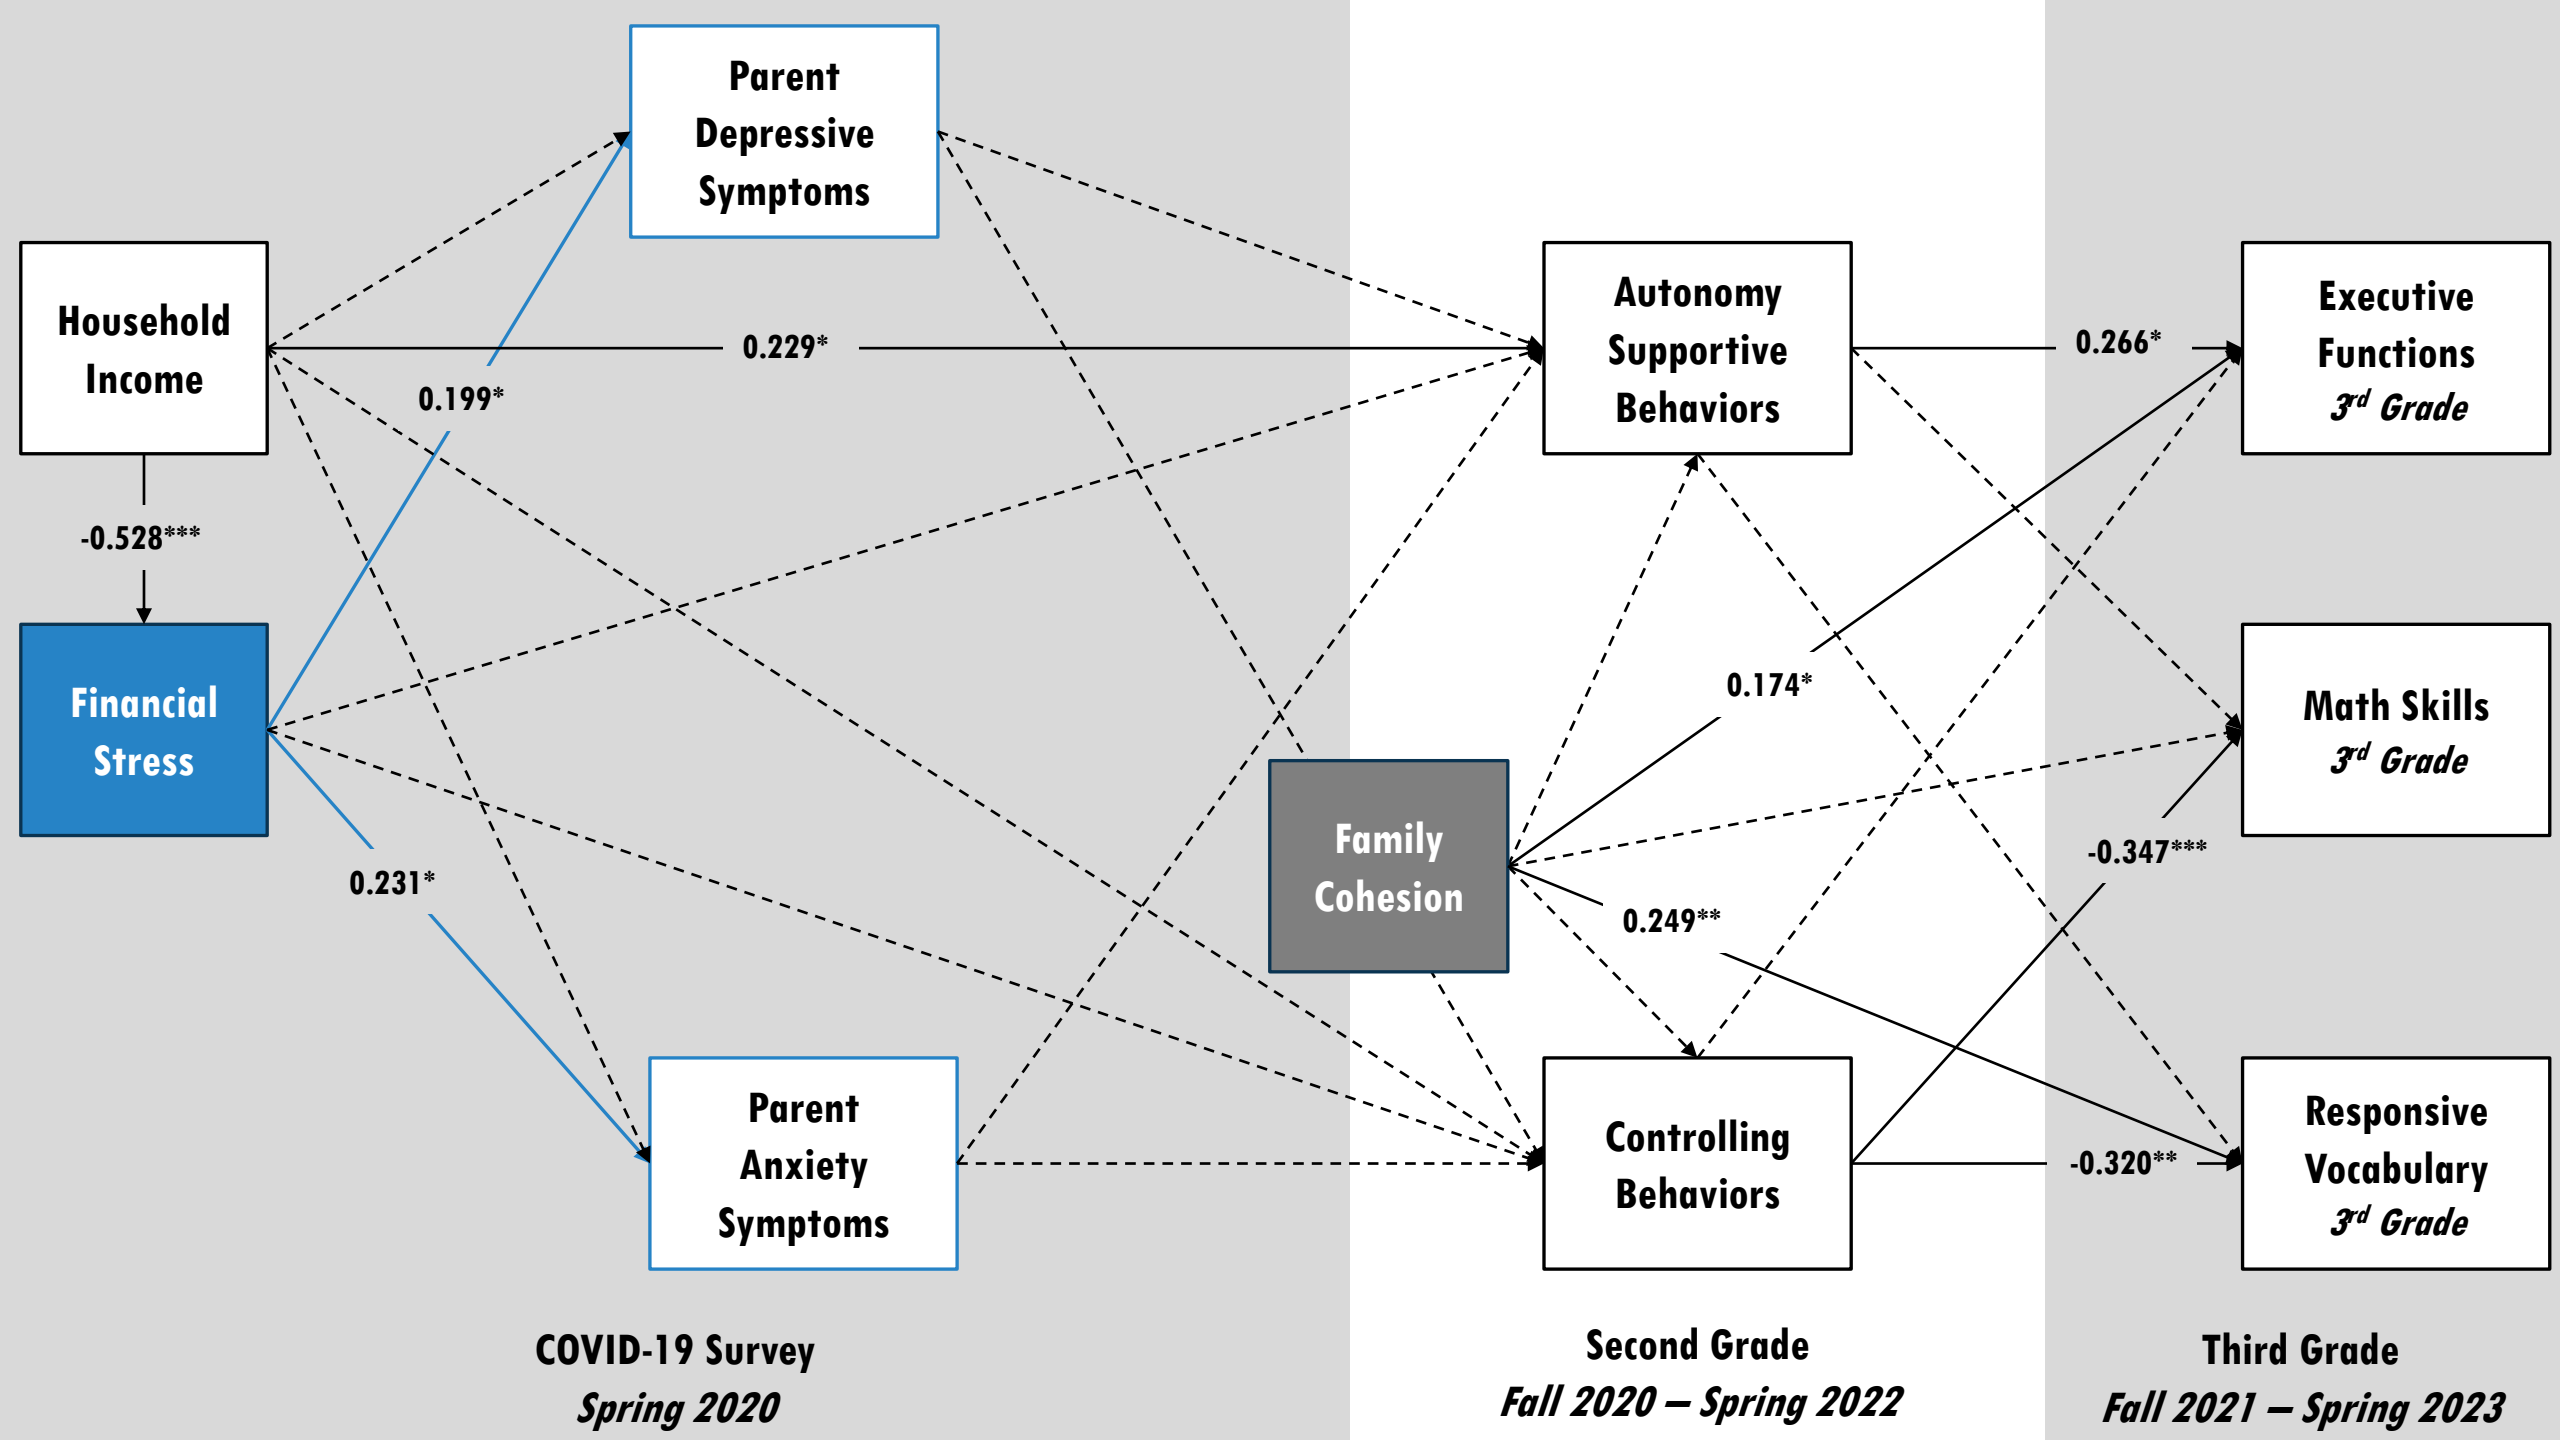 Parent
Depressive
Symptoms
Household
Income
0.199*
0.229*
-0.528***
Financial
Stress
0.231*
Parent
Anxiety
Symptoms
Family
Cohesion
Autonomy
Supportive
Behaviors
0.266*
0.174*
0.249**
Controlling
Behaviors
-0.347***
-0.320**
Executive
Functions
3rd Grade
Math Skills
3rd Grade
Responsive
Vocabulary
3rd Grade
COVID-19 Survey
Spring 2020
Second Grade
Fall 2020 – Spring 2022
Third Grade
Fall 2021 – Spring 2023